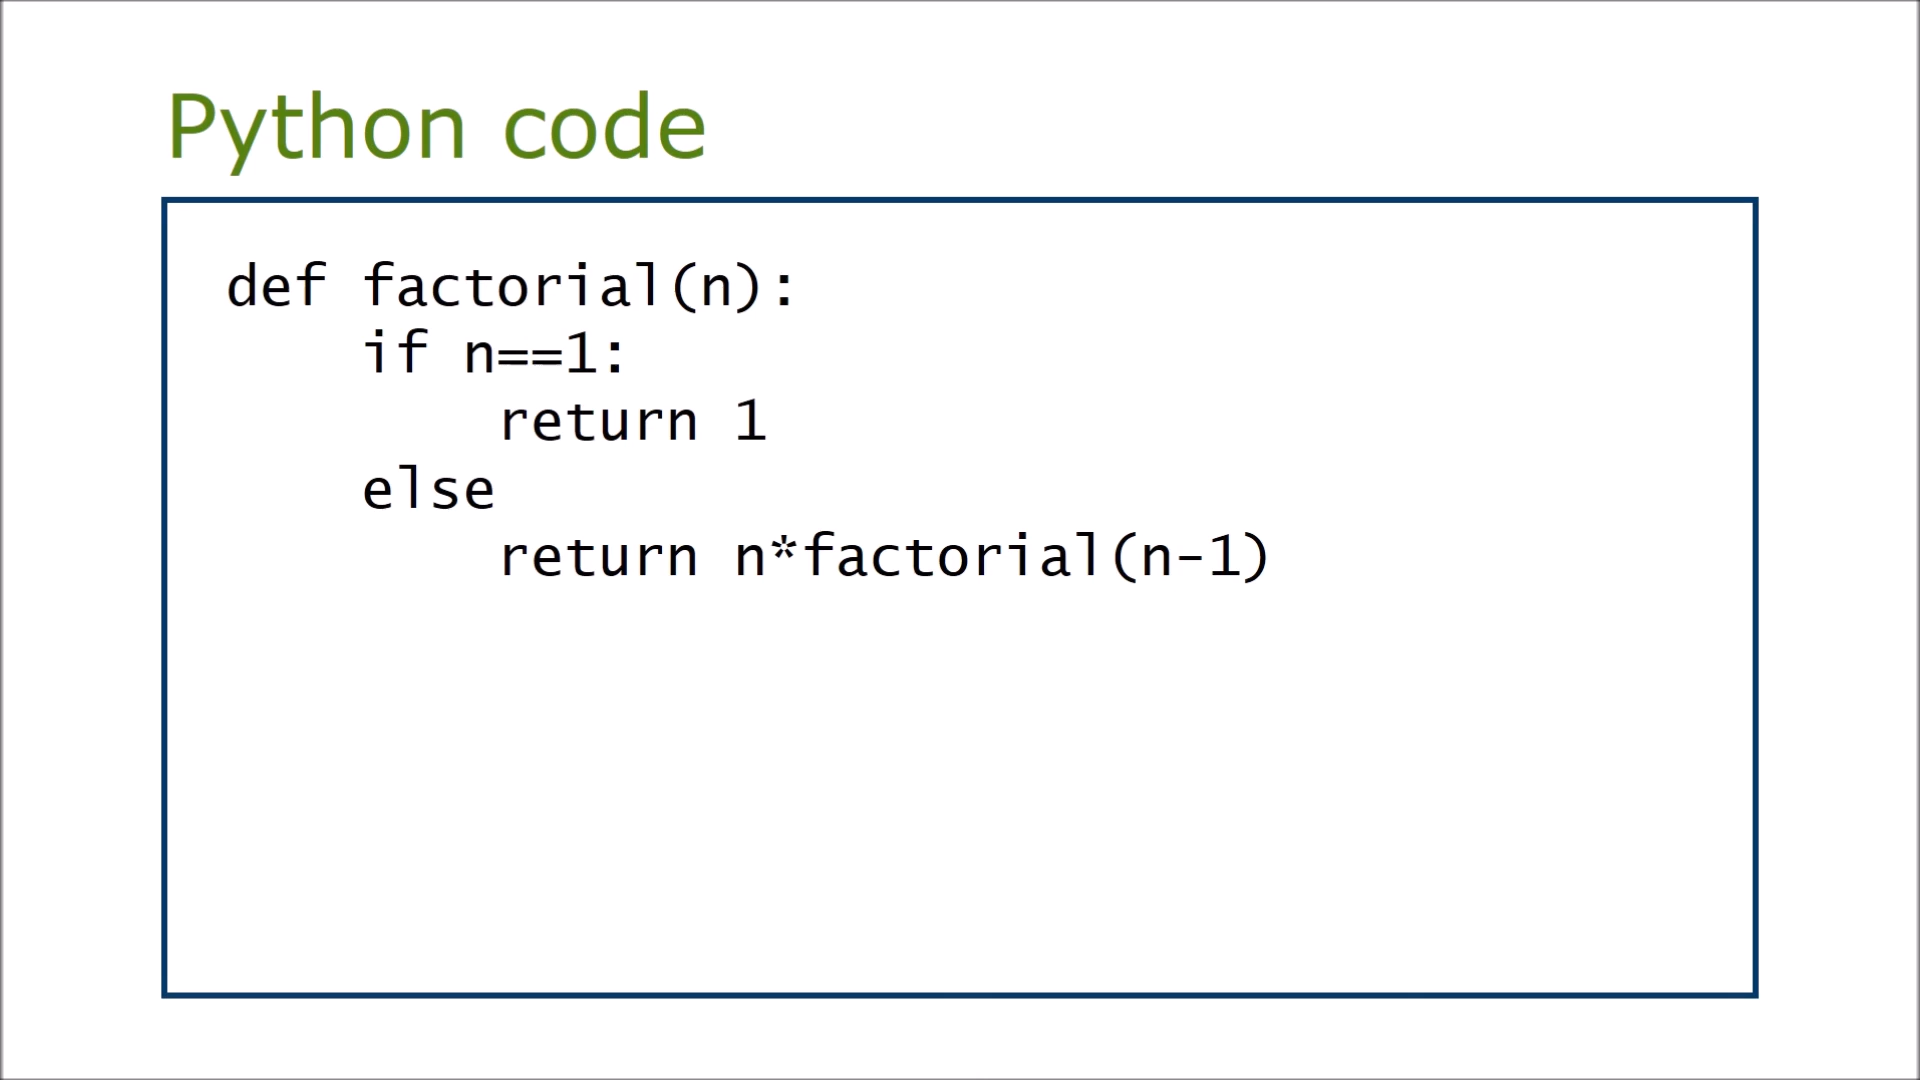 Python code
def factorial(n):
    if n==1:
        return 1
    else
        return n*factorial(n-1)